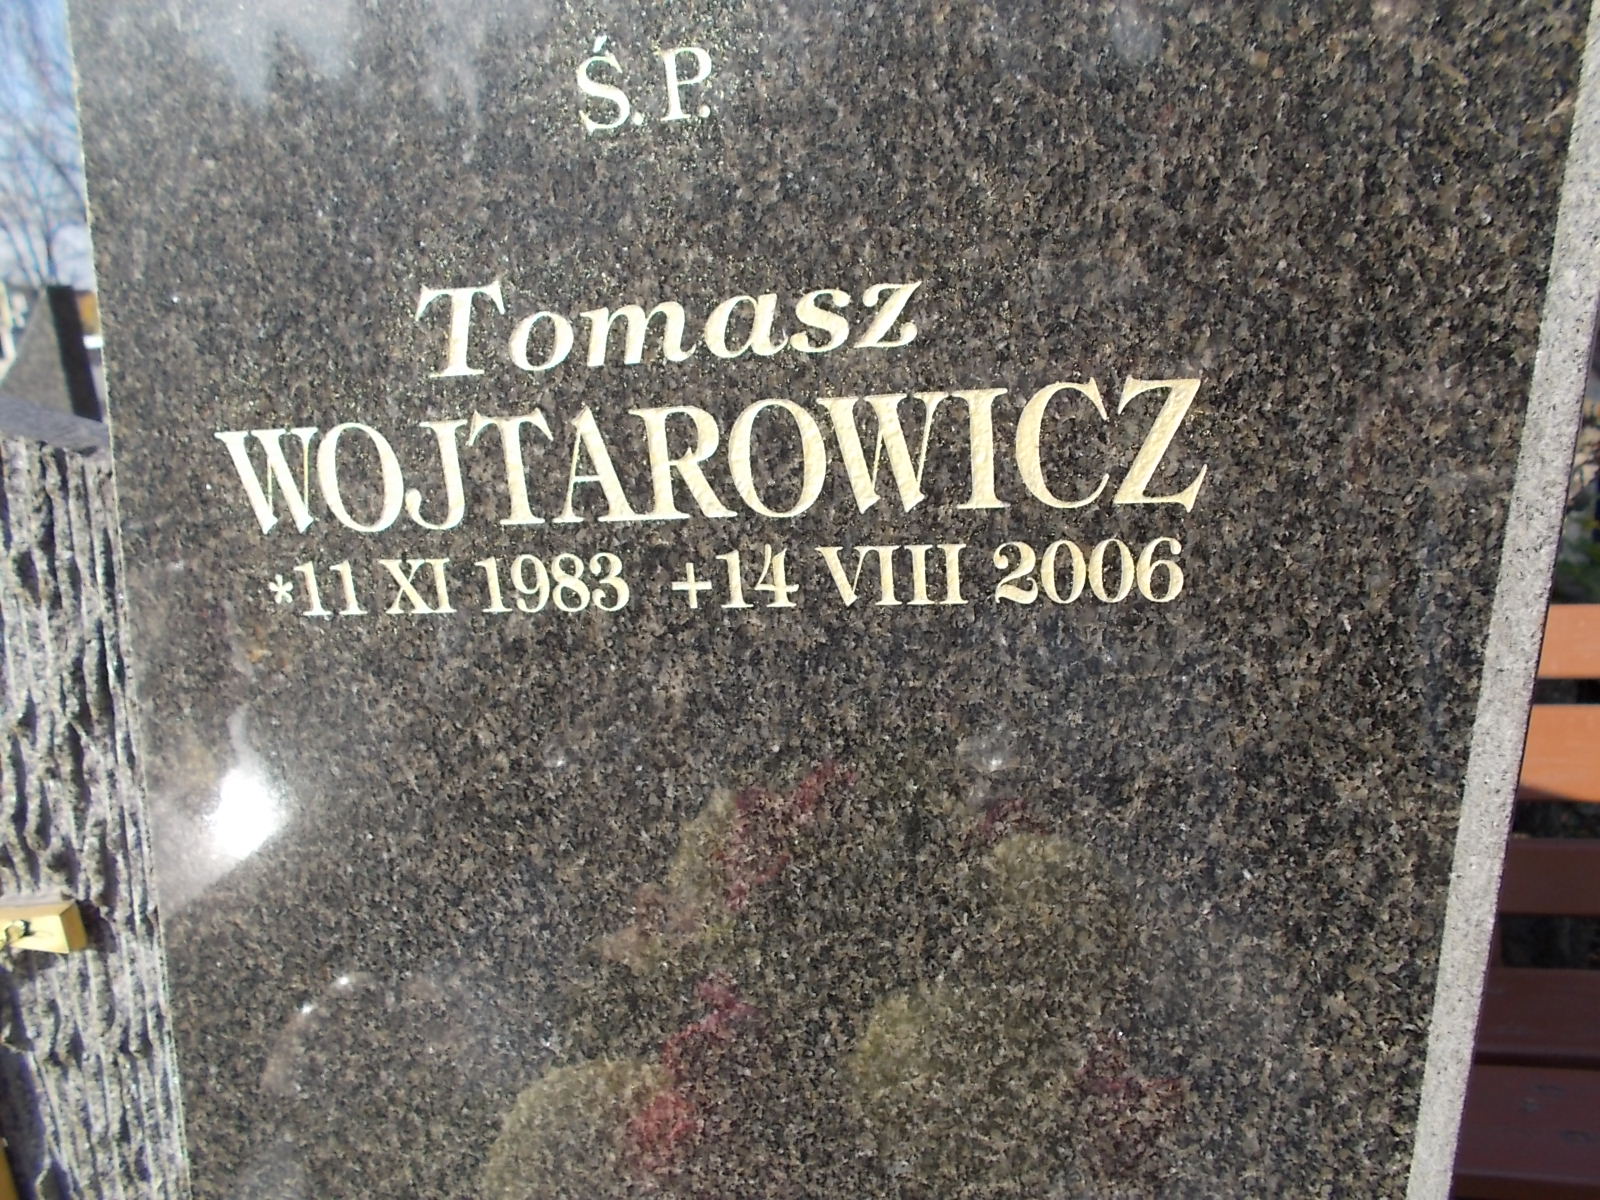 Ś.P.
Tomasz
WOJTAROWICZ
*11 XI 1983 +14 VIII 2006